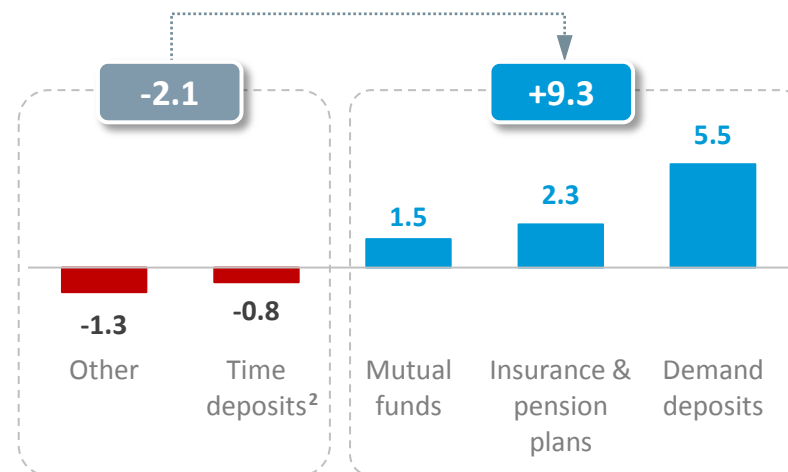 -2.1
+9.3
5.5
2.3
1.5
-0.8
-1.3
Other
Time
deposits²
Mutual
funds
Insurance &
pension
plans
Demand
deposits